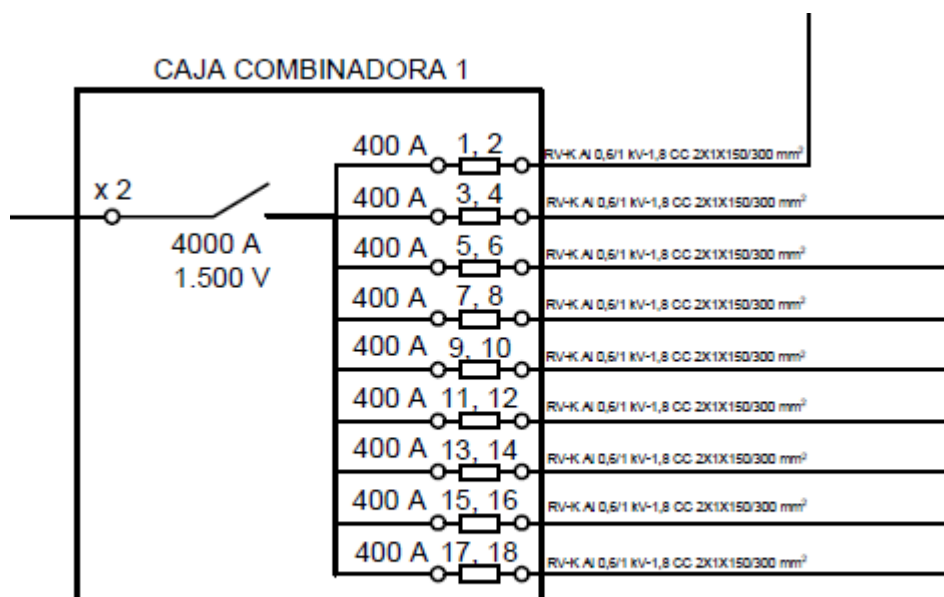 CAJA COMBINADORA 1
400 A 1, 2 RV-K Al 0,6/1 kV-1,8 CC 2X1X150/300 mm²
x 2
400 A 3, 4 RV-K Al 0,6/1 kV-1,8 CC 2X1X150/300 mm²
4000 A
1.500 V
400 A 5, 6 RV-K Al 0,6/1 kV-1,8 CC 2X1X150/300 mm²
400 A 7, 8 RV-K Al 0,6/1 kV-1,8 CC 2X1X150/300 mm²
400 A 9, 10 RV-K Al 0,6/1 kV-1,8 CC 2X1X150/300 mm²
400 A 11, 12 RV-K Al 0,6/1 kV-1,8 CC 2X1X150/300 mm²
400 A 13, 14 RV-K Al 0,6/1 kV-1,8 CC 2X1X150/300 mm²
400 A 15, 16 RV-K Al 0,6/1 kV-1,8 CC 2X1X150/300 mm²
400 A 17, 18 RV-K Al 0,6/1 kV-1,8 CC 2X1X150/300 mm²